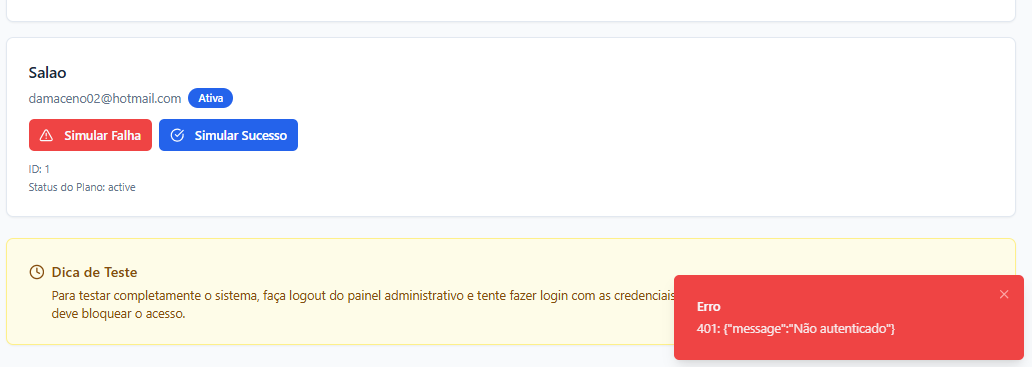 Salao
damaceno02@hotmail.com Ativa
Simular Falha Simular Sucesso
ID: 1
Status do Plano: active
Dica de Teste
Para testar completamente o sistema, faça logout do painel administrativo e tente fazer login com as credenciais
deve bloquear o acesso.
Erro
401: {"message":"Não autenticado"}